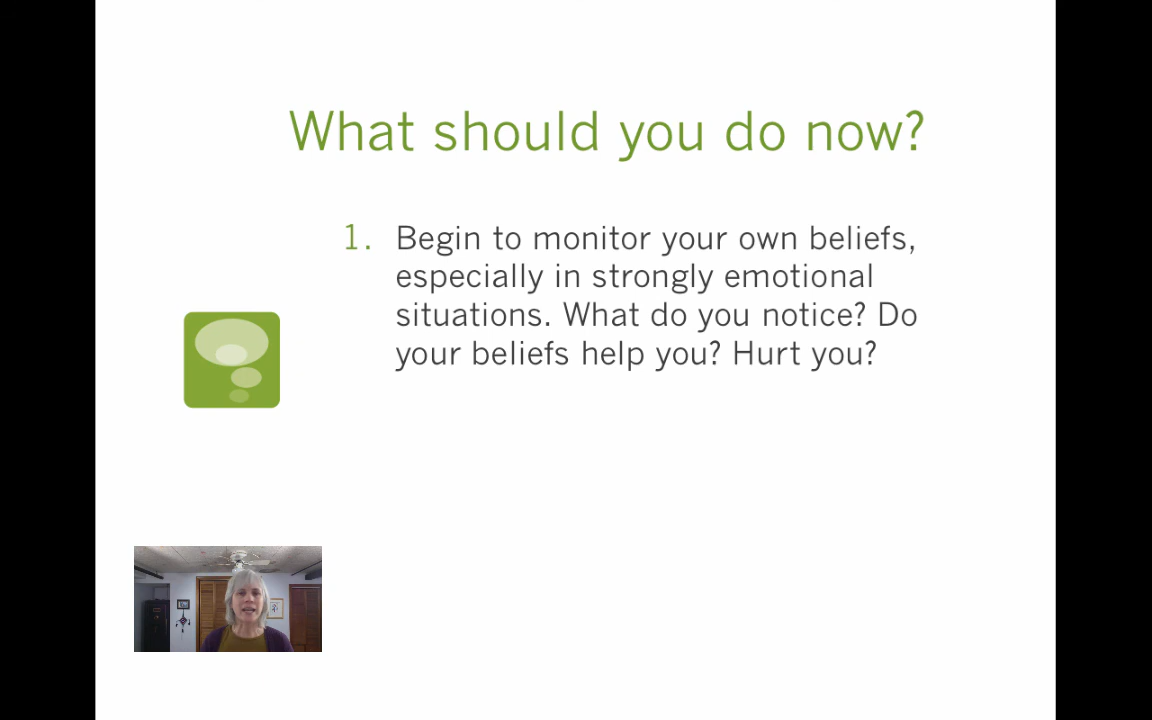 What should you do now?
1. Begin to monitor your own beliefs,
especially in strongly emotional
situations. What do you notice? Do
your beliefs help you? Hurt you?